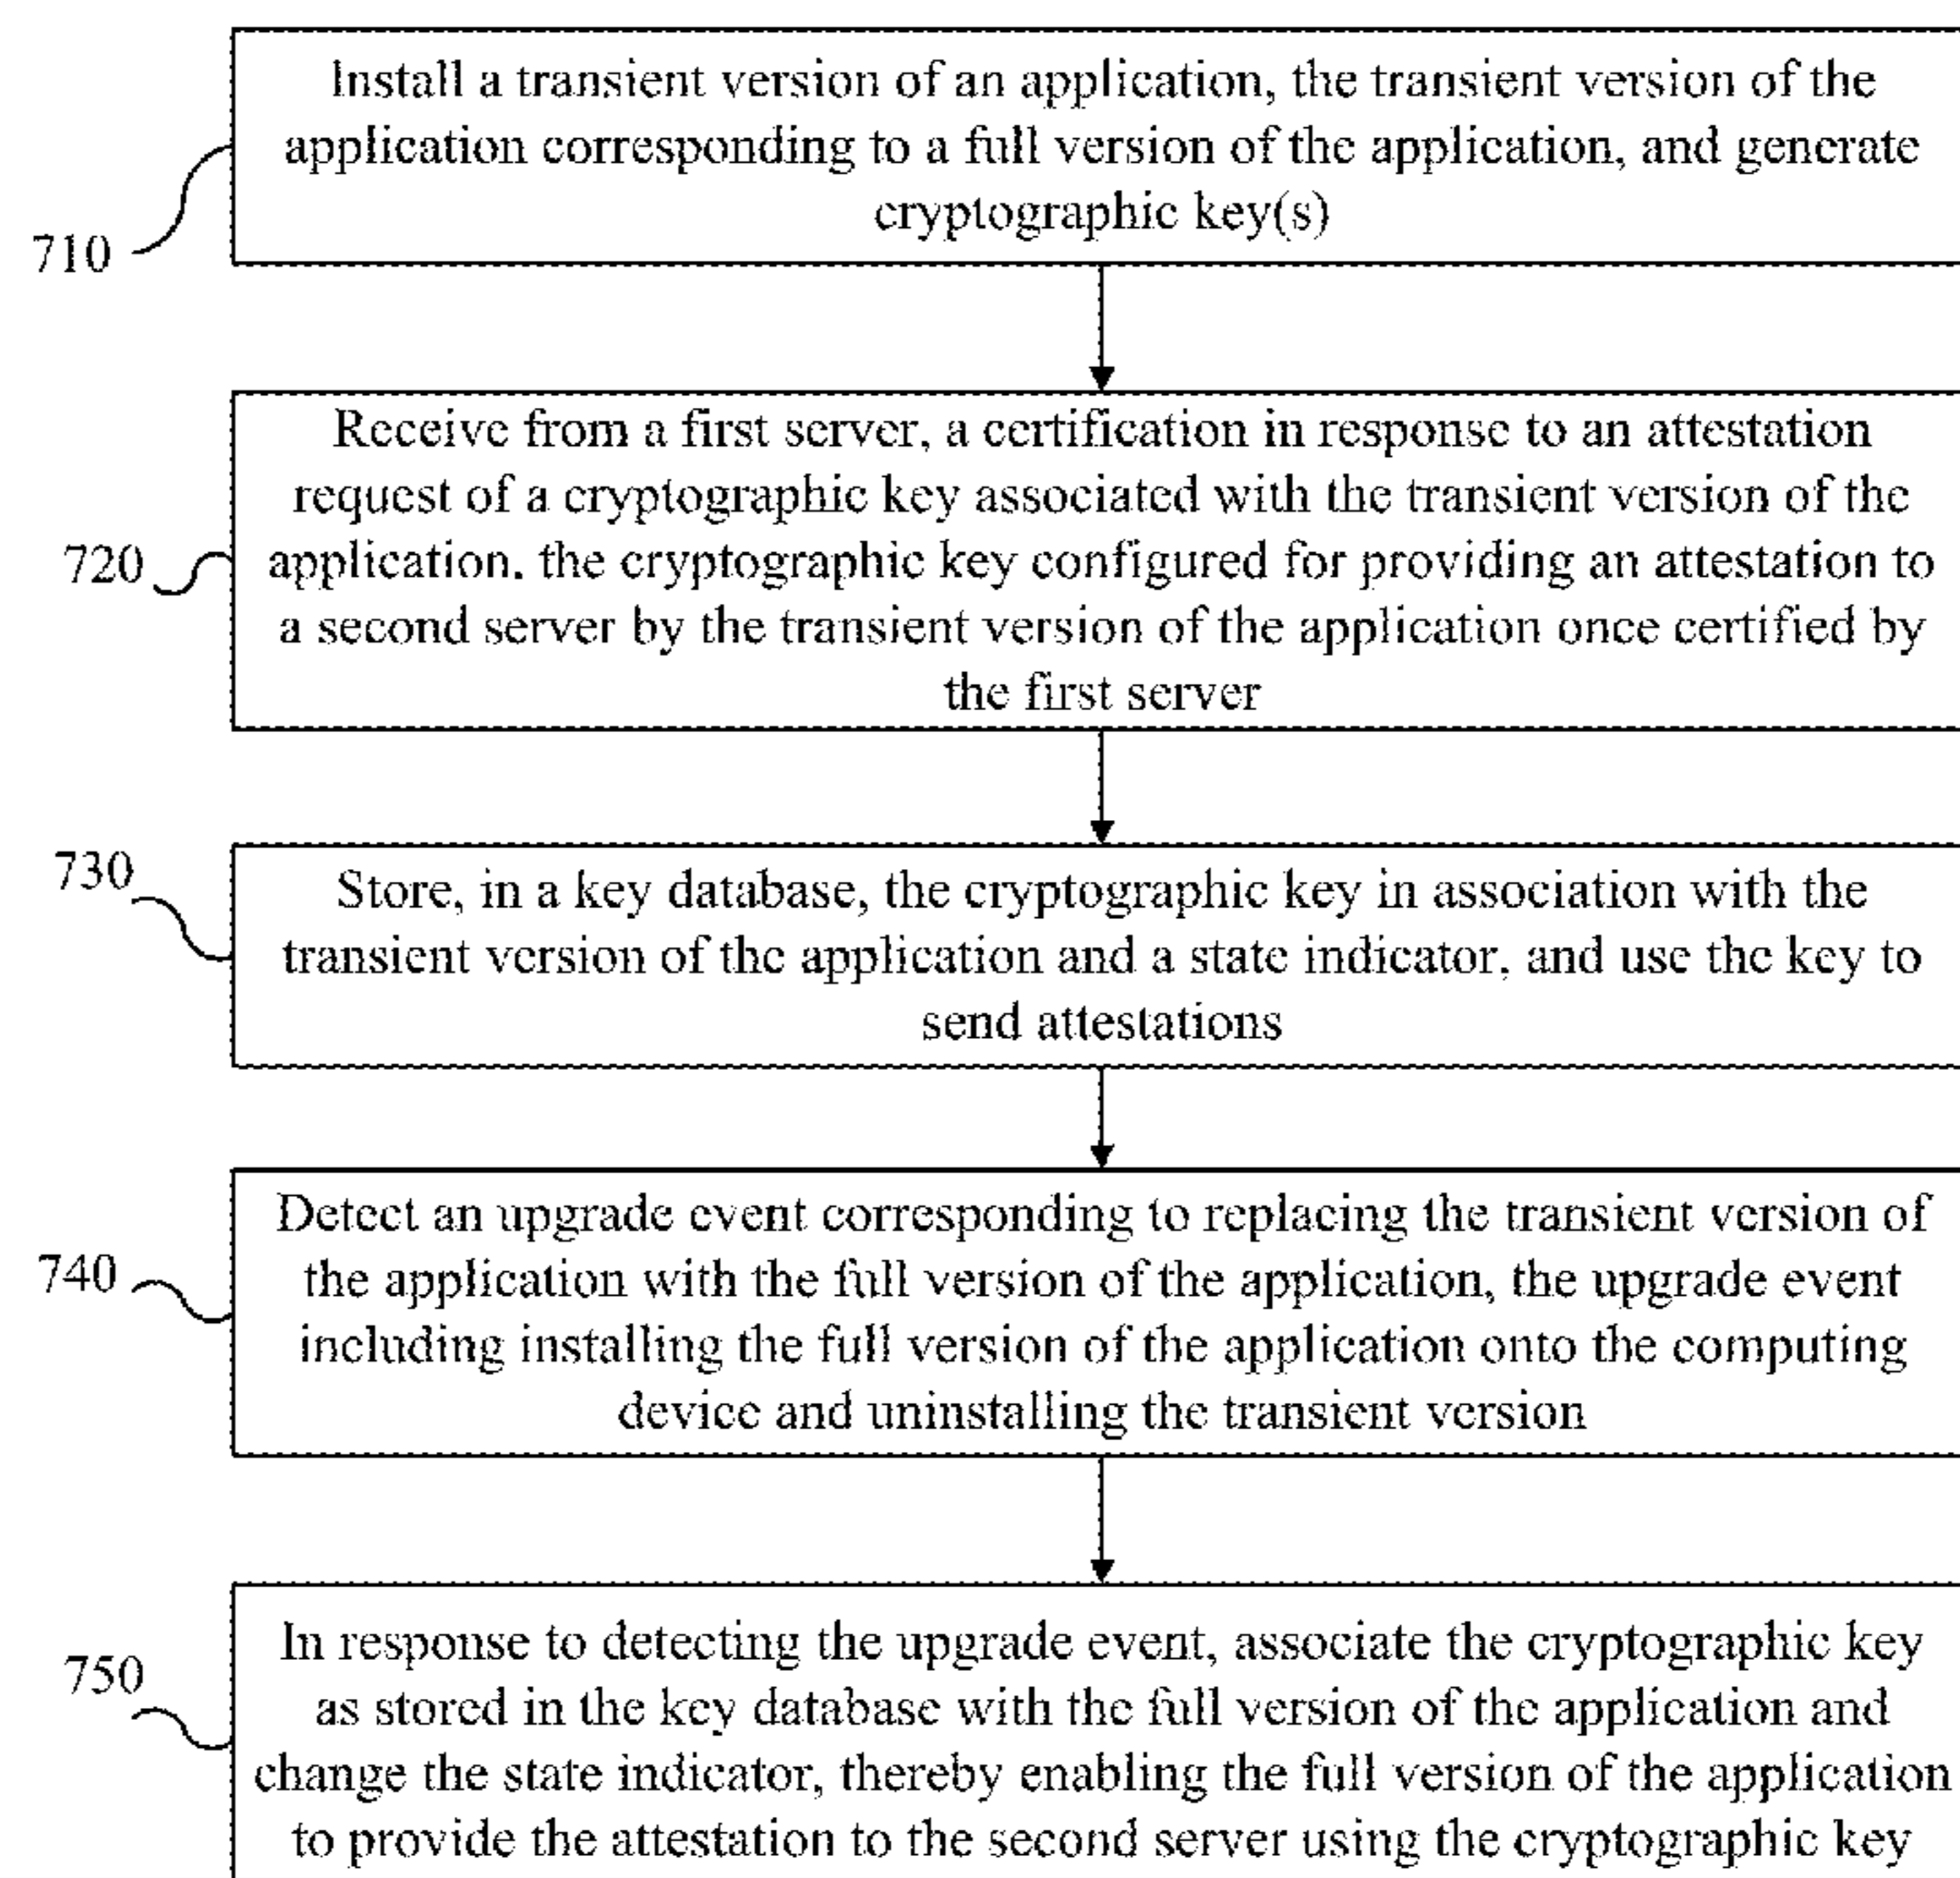 Install a transient version of an application, the transient version of the
application corresponding to a full version of the application, and generate
cryptographic key(s)
710
Receive from a first server, a certification in response to an attestation
request of a cryptographic key associated with the transient version of the
application. the cryptographic key configured for providing an attestation to
a second server by the transient version of the application once certified by
the first server
720
Store, in a key database, the cryptographic key in association with the
transient version of the application and a state indicator, and use the key to
send attestations
730
Detect an upgrade event corresponding to replacing the transient version of
the application with the full version of the application, the upgrade event
including installing the full version of the application onto the computing
device and uninstalling the transient version
740
In response to detecting the upgrade event, associate the cryptographic key
as stored in the key database with the full version of the application and
change the state indicator, thereby enabling the full version of the application
to provide the attestation to the second server using the cryptographic key
750